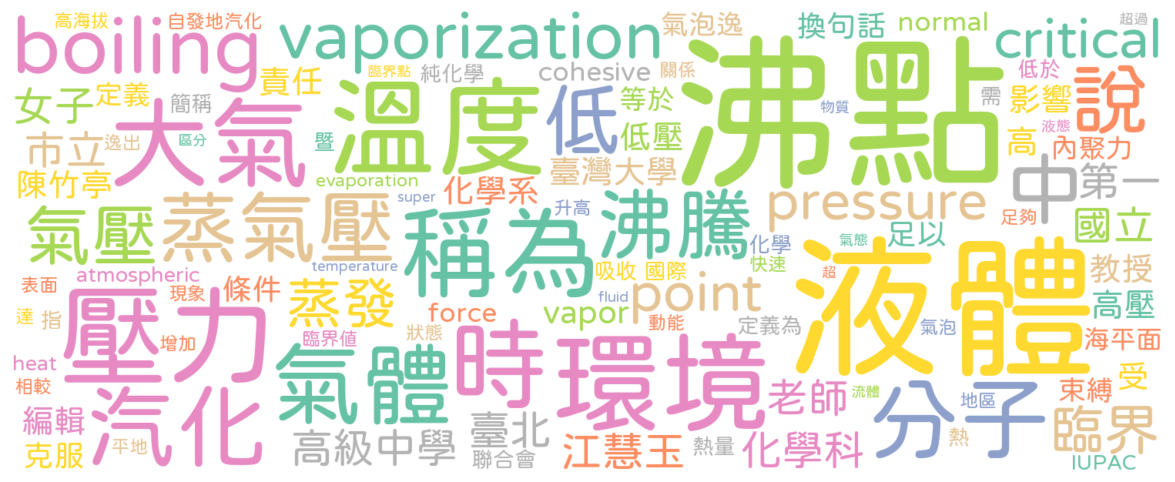 高海拔 自發地汽化 氣泡逸 換句話 normal 超過
boiling vaporization 沸點 critical
臨界點 純化學 cohesive 關係 低於
女子 定義 簡稱 責任 溫度 低 等於 物質 需 影響 說
大氣 市立 逸出 區分 暨 低壓 液態 高 內聚力
陳竹亭 evaporation 化學系 臺灣大學 中 第一
氣壓 蒸氣壓 super 稱為 升高 沸騰 pressure 足夠 國立
化學 氣態 足以
表面 atmospheric temperature 快速 吸收 國際 point 超 液體 教授
壓力 現象 條件 蒸發 force fluid vapor 高壓
達 指 增加 臨界值 狀態 動能 定義為 氣泡 海平面
heat 相較 汽化 氣體 時 環境 老師 流體 分子 地區 束縛 受
編輯 高級中學 臺北 臨界
克服 平地 聯合會 江慧玉 熱量 化學科 熱 IUPAC